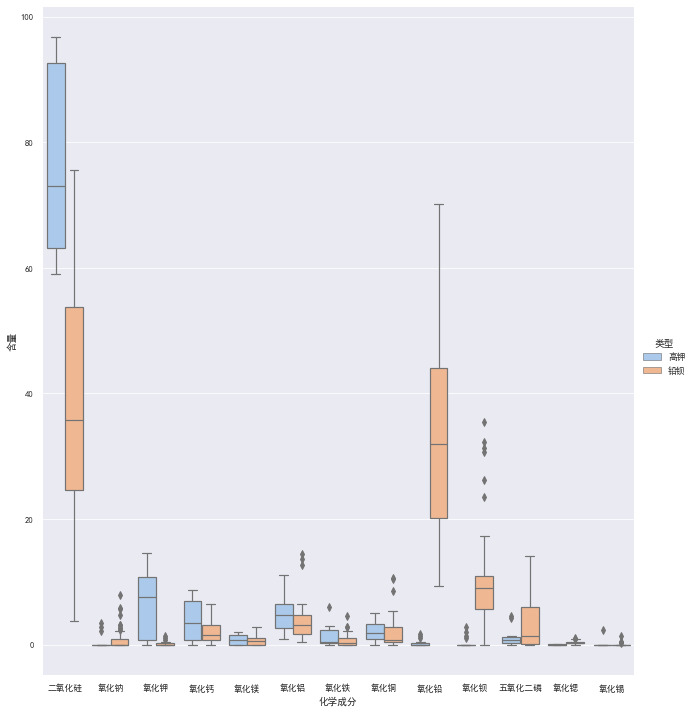 100
80
60
40
20
0
含量
二氧化硅 氧化钠 氧化钾 氧化钙 氧化镁 氧化铝 氧化铁 氧化铜 氧化铅 氧化钡 五氧化二磷 氧化锶 氧化锡
化学成分
类型
高钾
铅钡